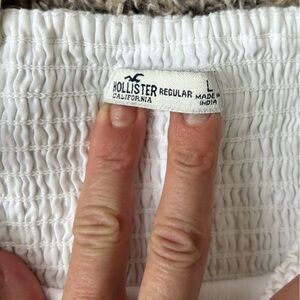 HOLLISTER REGULAR L
CALIFORNIA MADE IN
INDIA